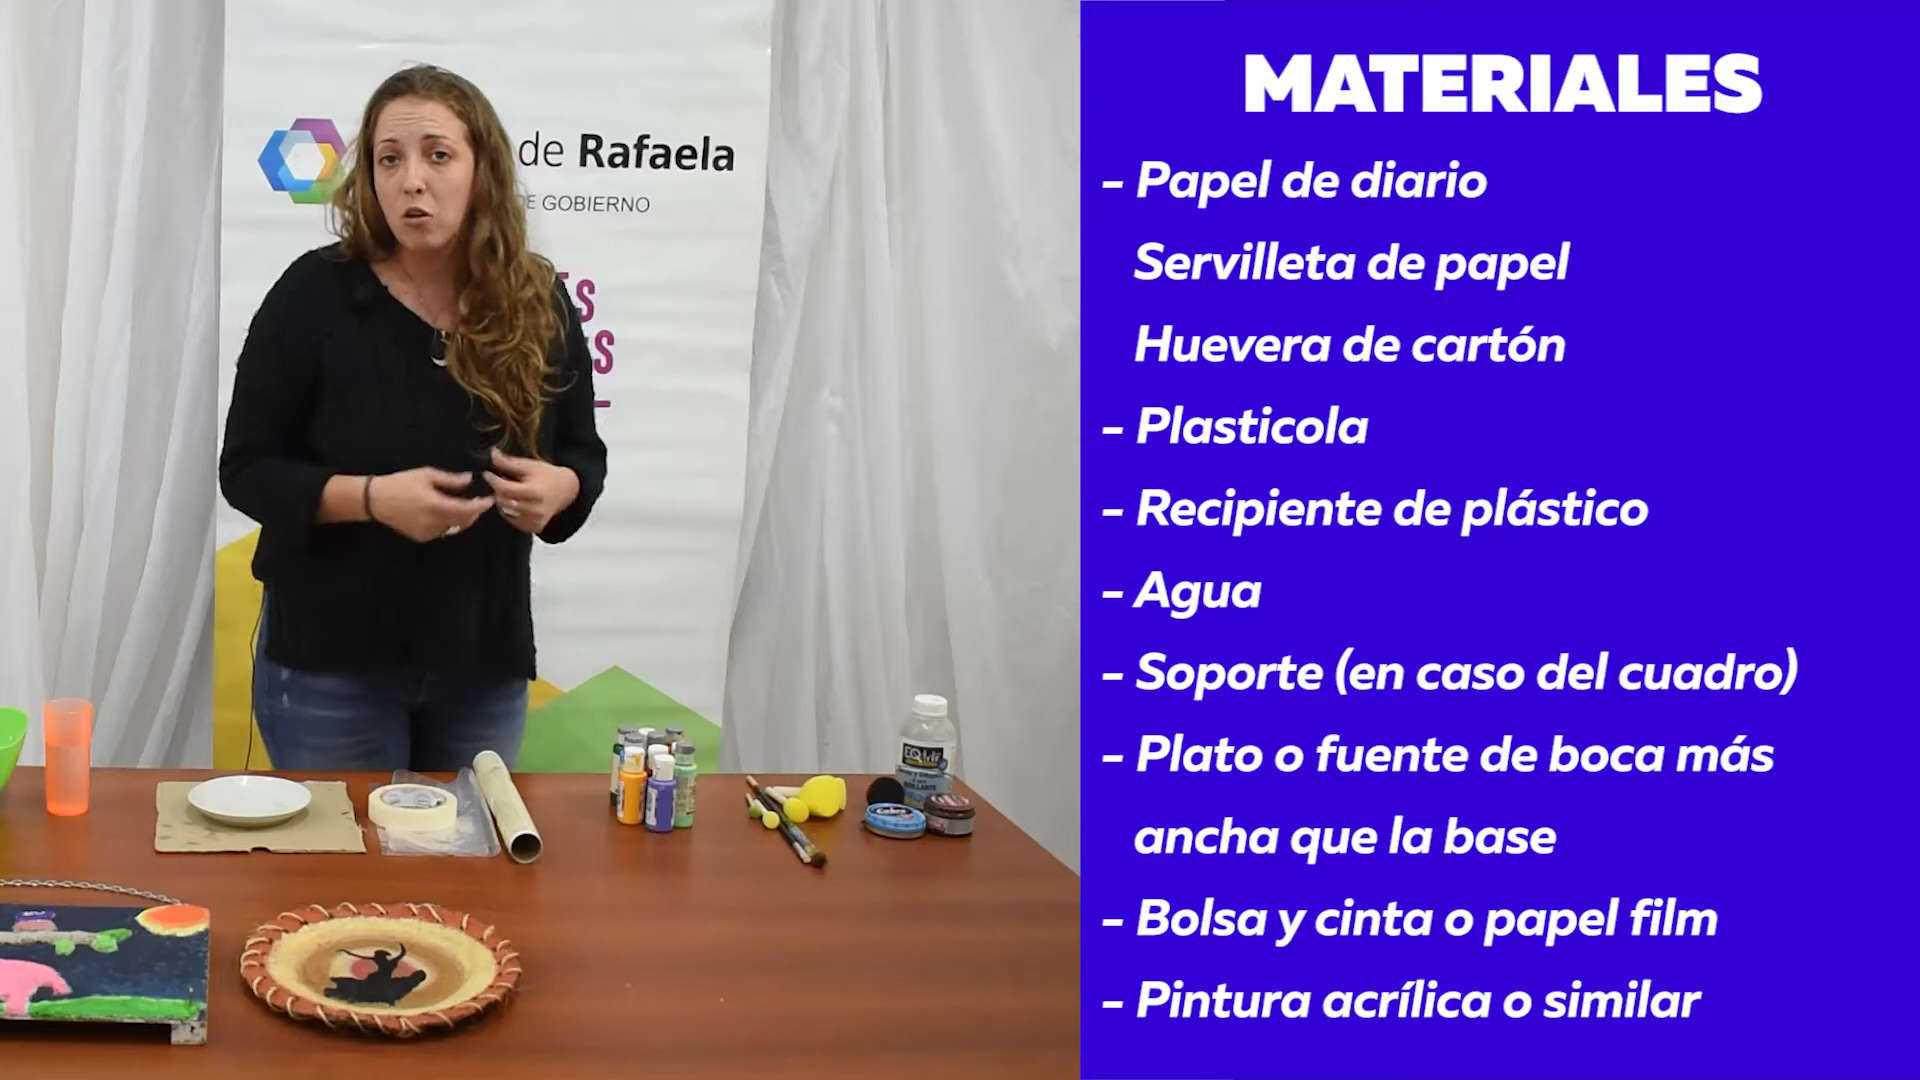 de Rafaela
DE GOBIERNO
MATERIALES
- Papel de diario
Servilleta de papel
Huevera de cartón
- Plasticola
- Recipiente de plástico
- Agua
- Soporte (en caso del cuadro)
- Plato o fuente de boca más
ancha que la base
- Bolsa y cinta o papel film
- Pintura acrílica o similar